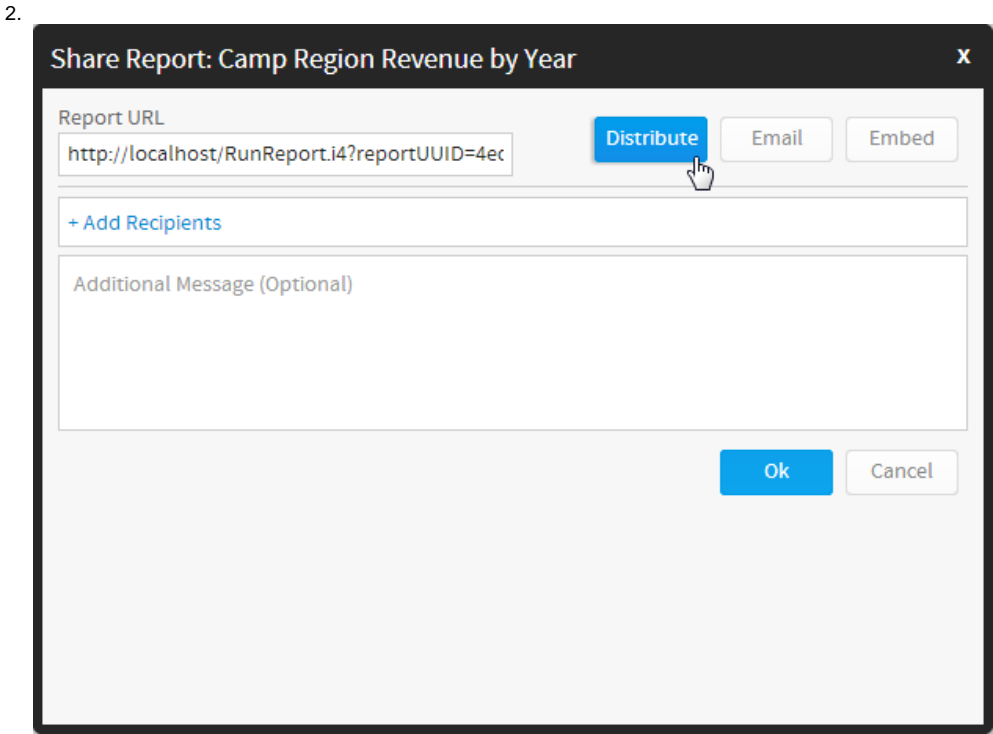 2.
Share Report: Camp Region Revenue by Year x
Report URL
http://localhost/RunReport.i4?reportUUID=4ec
Distribute Email Embed
+ Add Recipients
Additional Message (Optional)
Ok Cancel